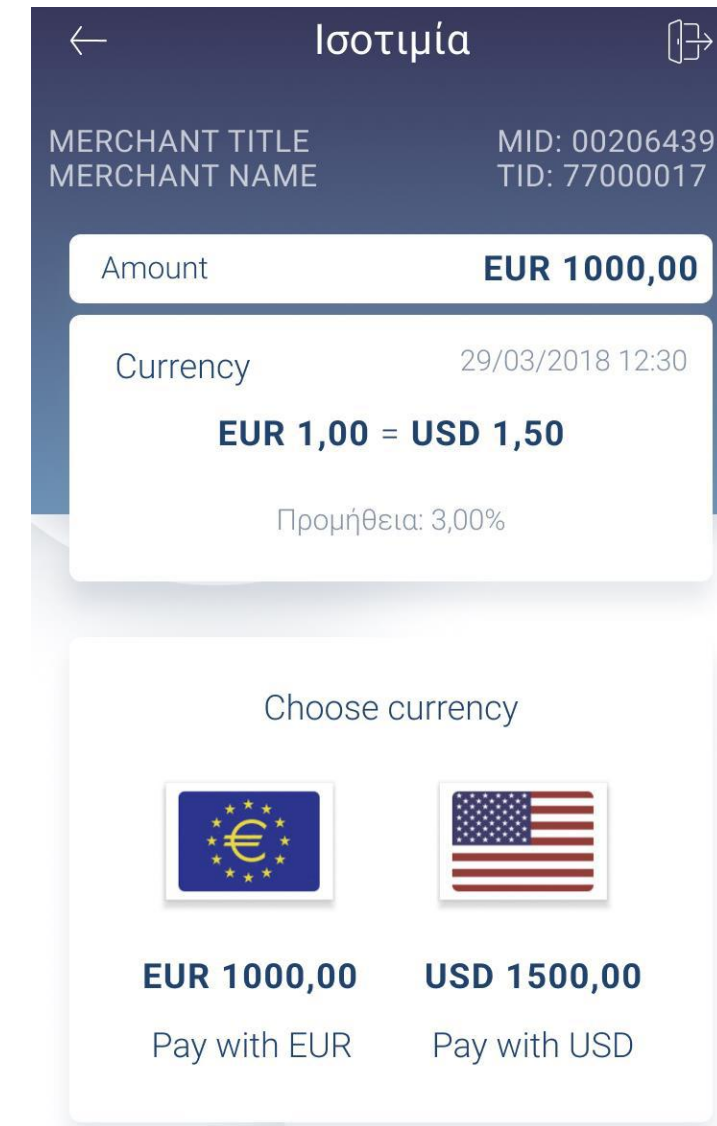 Ισοτιμία
MERCHANT TITLE MID: 00206439
MERCHANT NAME TID: 77000017
Amount EUR 1000,00
Currency 29/03/2018 12:30
EUR 1,00 = USD 1,50
Προμήθεια: 3,00%
Choose currency
€
EUR 1000,00 USD 1500,00
Pay with EUR Pay with USD